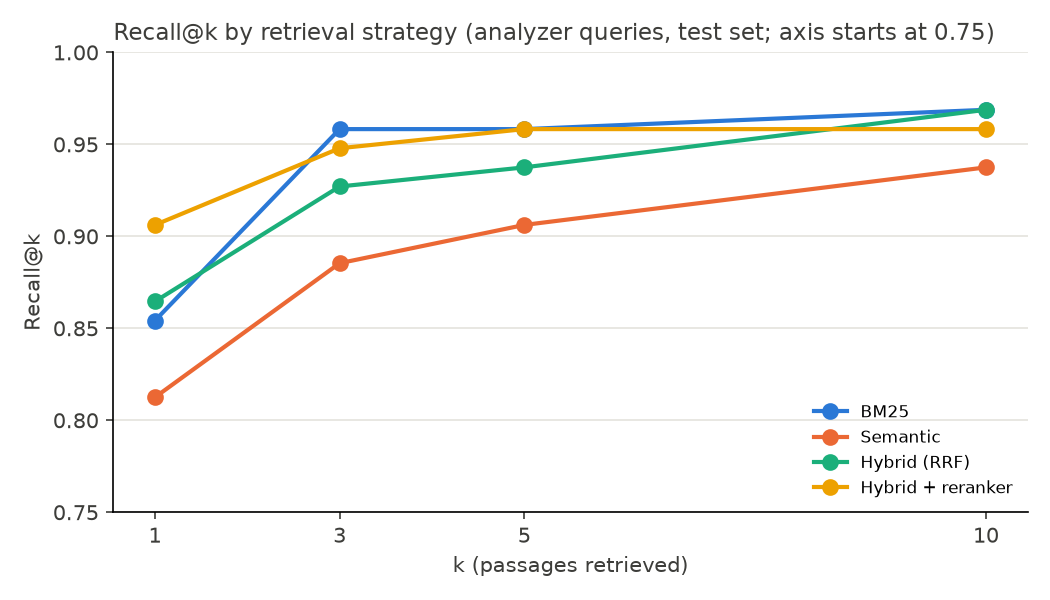 Recall@k by retrieval strategy (analyzer queries, test set; axis starts at 0.75)
1.00
0.95
0.90
0.85
0.80
0.75
Recall@k
BM25
Semantic
Hybrid (RRF)
Hybrid + reranker
1 3 5 10
k (passages retrieved)